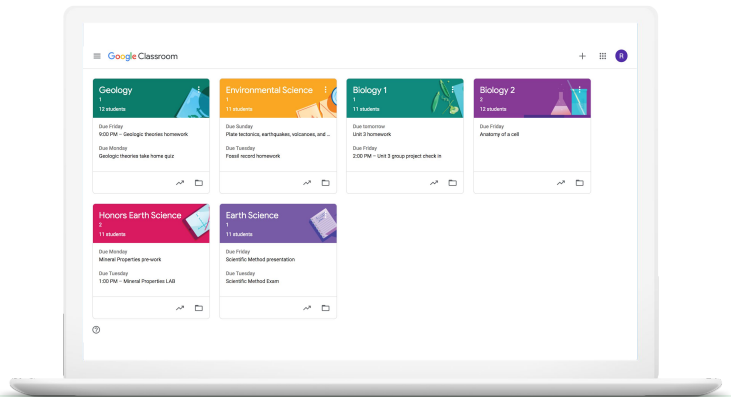 Google Classroom
R
Geology
1
12 students
Due Friday
9:00 PM – Geologic theories homework
Due Monday
Geologic theories take home quiz
Environmental Science
1
11 students
Due Sunday
Plate tectonics, earthquakes, volcanoes, and ...
Due Tuesday
Fossil record homework
Biology 1
1
11 students
Due tomorrow
Unit 3 homework
Due Friday
2:00 PM – Unit 3 group project check in
Biology 2
2
12 students
Due Friday
Anatomy of a cell
Honors Earth Science
2
11 students
Due Monday
Mineral Properties pre-work
Due Tuesday
1:00 PM – Mineral Properties LAB
Earth Science
1
11 students
Due Friday
Scientific Method presentation
Due Tuesday
Scientific Method Exam